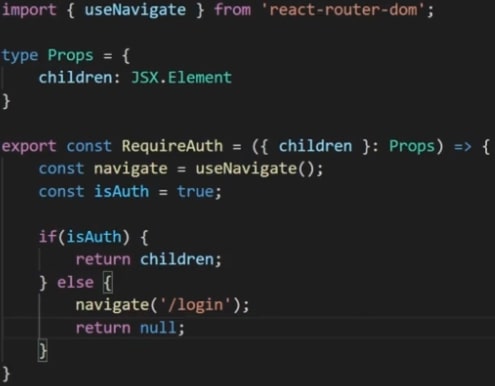 import { useNavigate } from 'react-router-dom';
type Props = {
children: JSX.Element
}
export const RequireAuth = ({ children }: Props) => {
const navigate = useNavigate();
const isAuth = true;
if(isAuth) {
return children;
} else {
navigate('/login');
return null;
}
}